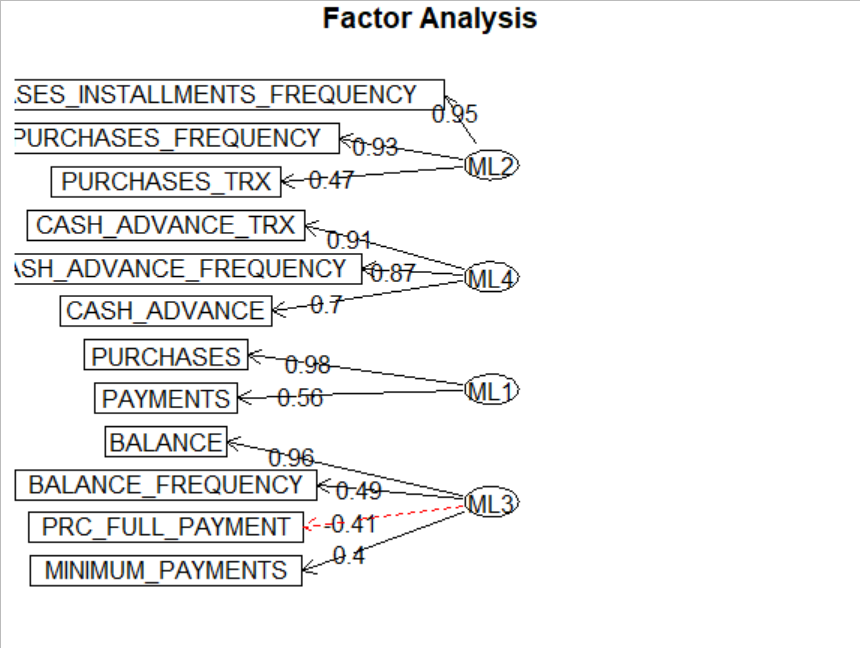 Factor Analysis
ASES_INSTALLMENTS_FREQUENCY
0.95
PURCHASES_FREQUENCY
0.93
ML2
PURCHASES_TRX
0.47
CASH_ADVANCE_TRX
0.91
ASH_ADVANCE_FREQUENCY
0.87
ML4
CASH_ADVANCE
0.7
PURCHASES
0.98
PAYMENTS
0.56
ML1
BALANCE
0.96
BALANCE_FREQUENCY
0.49
ML3
PRC_FULL_PAYMENT
-0.41
MINIMUM_PAYMENTS
0.4